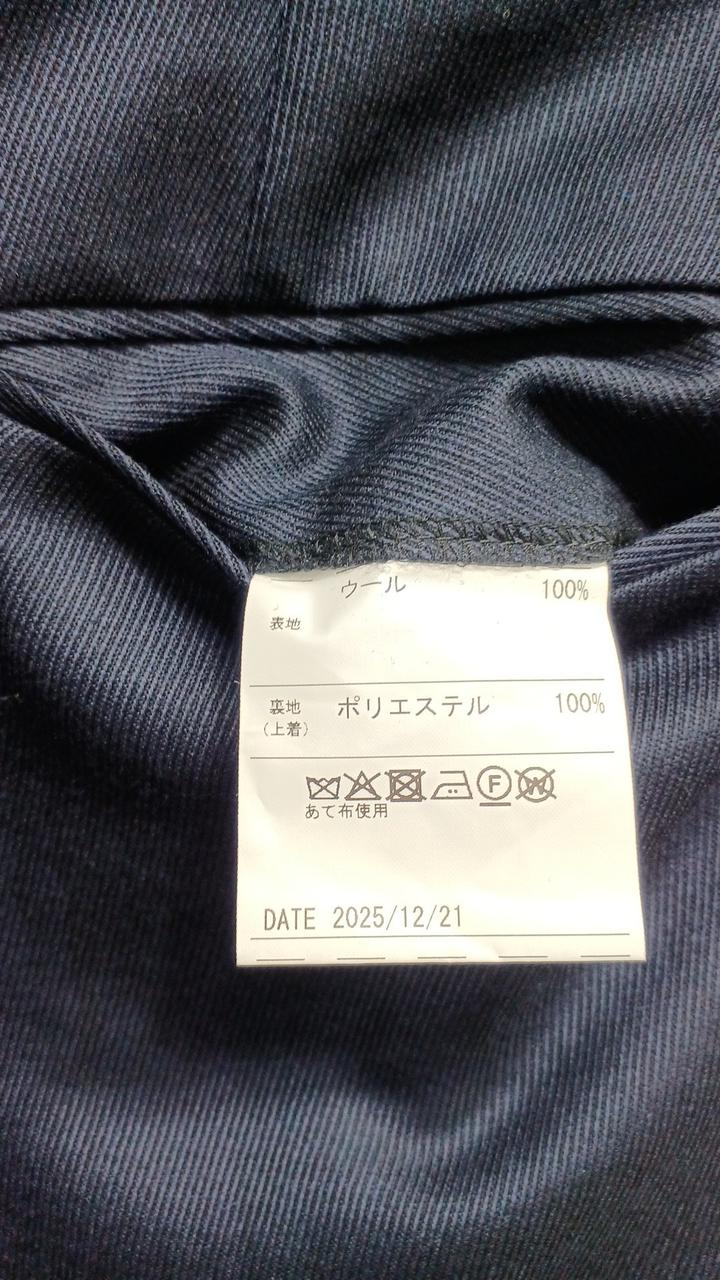 ウール 100%
表地
裏地 ポリエステル 100%
(上着)
F W
あて布使用
DATE 2025/12/21